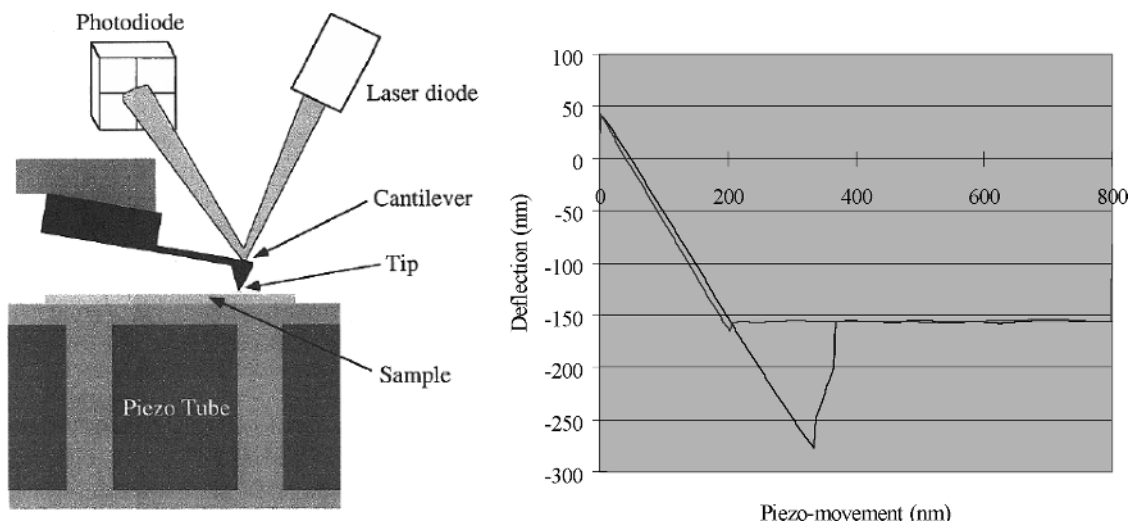 Photodiode
Laser diode
Cantilever
Tip
Sample
Piezo Tube
100
50
0
-50
-100
-150
-200
-250
-300
0
200
400
600
800
Deflection (nm)
Piezo-movement (nm)